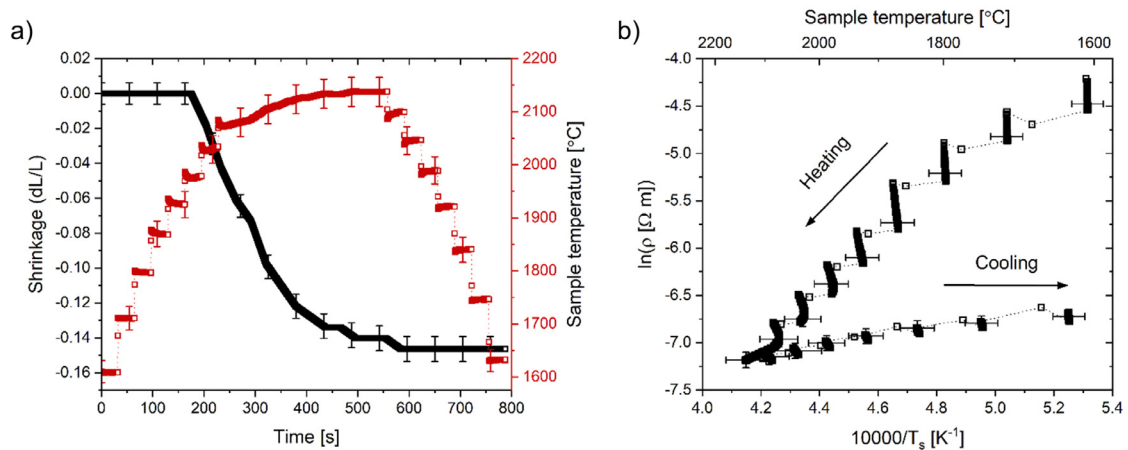 a)
Shrinkage (dL/L)
0.02
0.00
-0.02
-0.04
-0.06
-0.08
-0.10
-0.12
-0.14
-0.16
0 100 200 300 400 500 600 700 800
Time [s]
2200
2100
2000
1900
1800
1700
1600
Sample temperature [°C]
b)
Sample temperature [°C]
2200 2100 2000 1900 1800 1700 1600
ln(ρ [Ω m])
-4.0
-4.5
-5.0
-5.5
-6.0
-6.5
-7.0
-7.5
Heating
Cooling
4.0 4.2 4.4 4.6 4.8 5.0 5.2 5.4
10000/Ts [K-1]